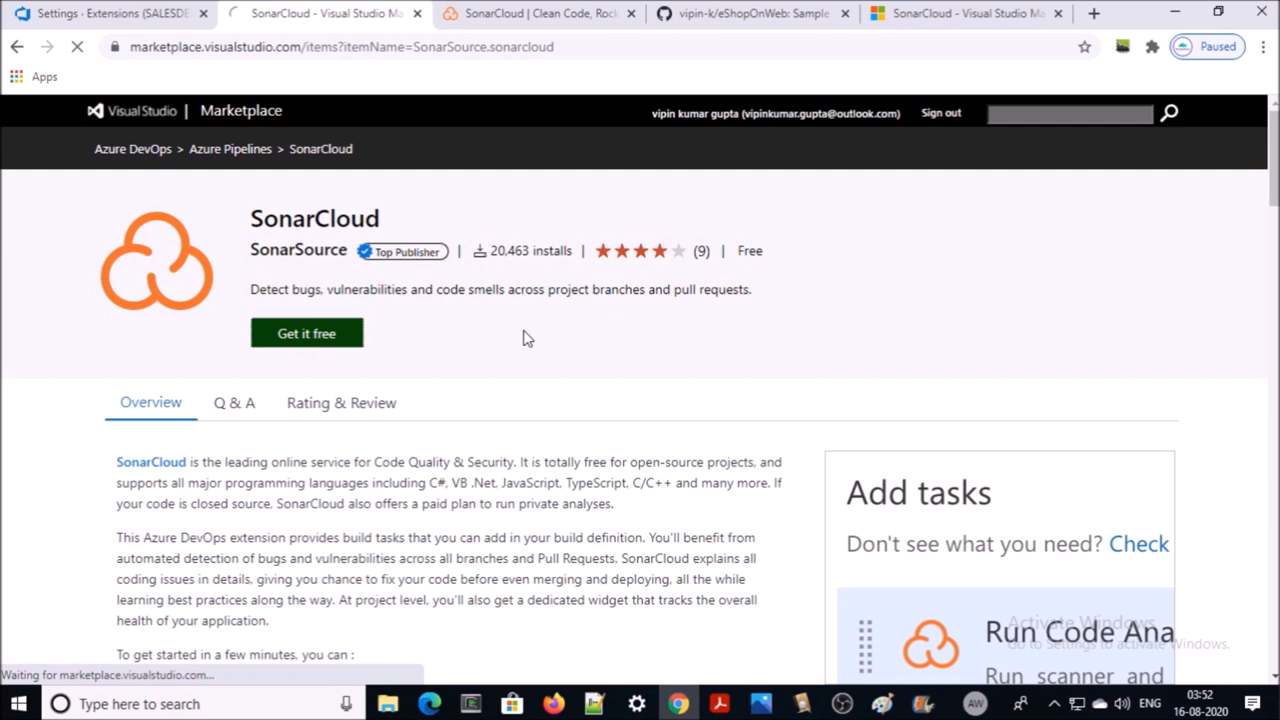 Settings · Extensions (SALESDE
SonarCloud - Visual Studio Ma
SonarCloud | Clean Code, Rock
vipin-k/eShopOnWeb: Sample
SonarCloud - Visual Studio Ma
marketplace.visualstudio.com/items?itemName=SonarSource.sonarcloud
Paused
Apps
Visual Studio | Marketplace
vipin kumar gupta (vipinkumar.gupta@outlook.com)
Sign out
Azure DevOps > Azure Pipelines > SonarCloud
SonarCloud
SonarSource Top Publisher | 20,463 installs | (9) | Free
Detect bugs, vulnerabilities and code smells across project branches and pull requests.
Get it free
Overview Q & A Rating & Review
SonarCloud is the leading online service for Code Quality & Security. It is totally free for open-source projects, and
supports all major programming languages including C#, VB .Net, JavaScript, TypeScript, C/C++ and many more. If
your code is closed source, SonarCloud also offers a paid plan to run private analyses.
This Azure DevOps extension provides build tasks that you can add in your build definition. You'll benefit from
automated detection of bugs and vulnerabilities across all branches and Pull Requests. SonarCloud explains all
coding issues in details, giving you chance to fix your code before even merging and deploying, all the while
learning best practices along the way. At project level, you'll also get a dedicated widget that tracks the overall
health of your application.
To get started in a few minutes, you can :
Add tasks
Don't see what you need? Check
Run Code Ana
Run scanner and
Activate Windows
Go to Settings to activate Windows.
Waiting for marketplace.visualstudio.com...
Type here to search
AW
ENG
03:52
16-08-2020